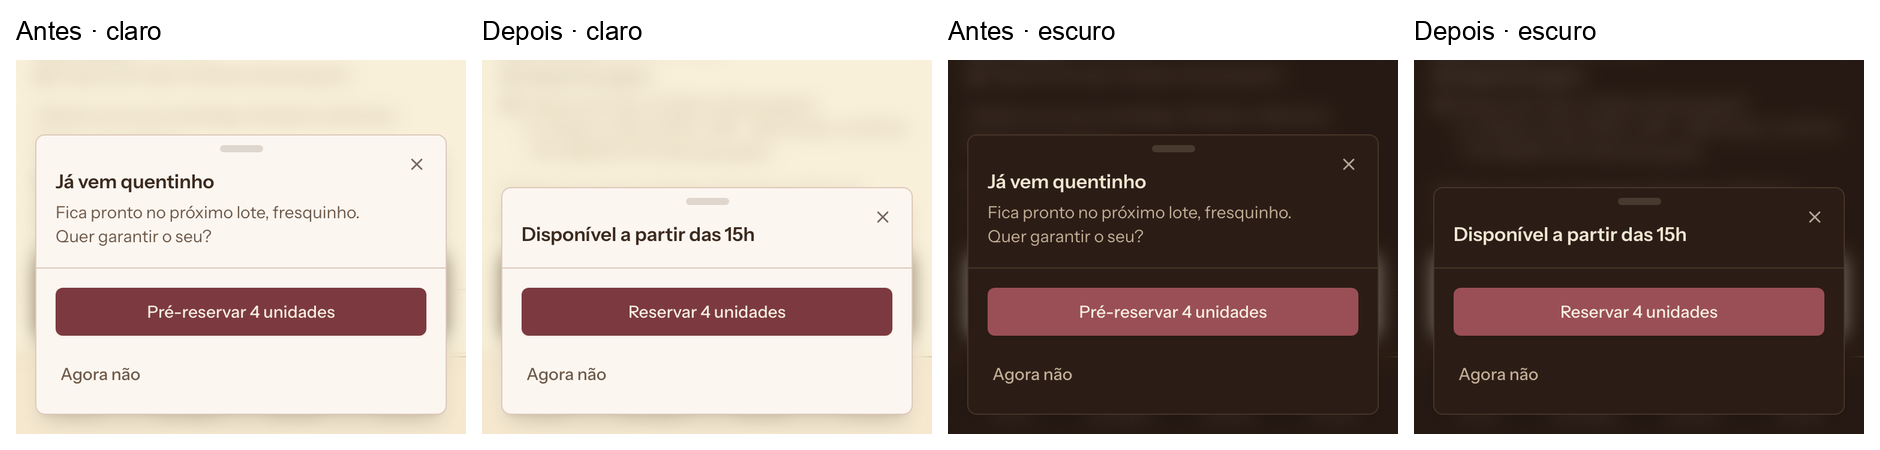 Antes · claro
Já vem quentinho
Fica pronto no próximo lote, fresquinho.
Quer garantir o seu?
Pré-reservar 4 unidades
Agora não
Depois · claro
Disponível a partir das 15h
Reservar 4 unidades
Agora não
Antes · escuro
Já vem quentinho
Fica pronto no próximo lote, fresquinho.
Quer garantir o seu?
Pré-reservar 4 unidades
Agora não
Depois · escuro
Disponível a partir das 15h
Reservar 4 unidades
Agora não